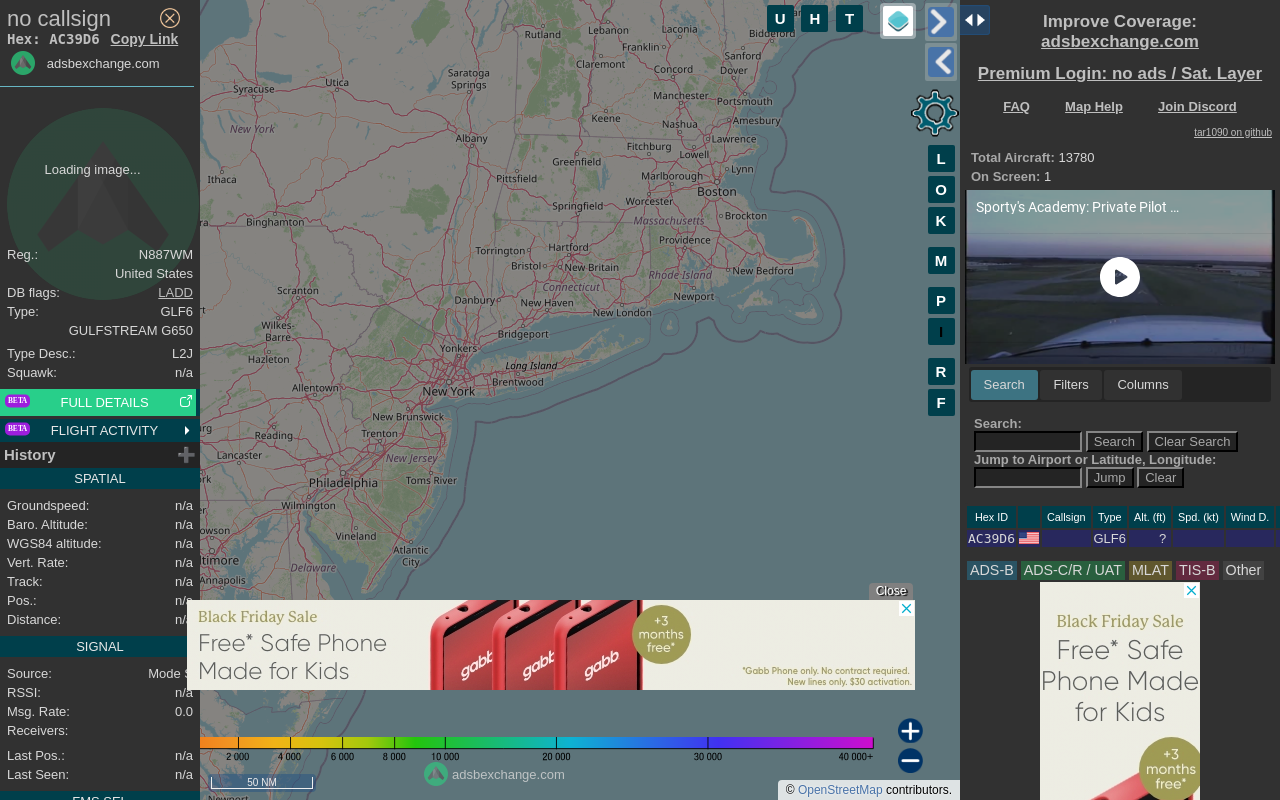 no callsign
Hex: AC39D6 Copy Link
adsbexchange.com
Loading image...
Reg.: N887WM
United States
DB flags: LADD
Type: GLF6
GULFSTREAM G650
Type Desc.: L2J
Squawk: n/a
BETA FULL DETAILS
BETA FLIGHT ACTIVITY
History
SPATIAL
Groundspeed: n/a
Baro. Altitude: n/a
WGS84 altitude: n/a
Vert. Rate: n/a
Track: n/a
Pos.: n/a
Distance: n/a
SIGNAL
Source: Mode S
RSSI: n/a
Msg. Rate: 0.0
Receivers:
Last Pos.: n/a
Last Seen: n/a
FMS SEL
U H T
L
O
K
M
P
I
R
F
Rutland
Lebanon
Laconia
Biddeford
Franklin
Sanford
Claremont
Concord
Dover
Saratoga
Springs
Utica
Syracuse
Manchester
Portsmouth
Keene
Nashua
Amesbury
New York
Albany
Fitchburg
Lawrence
Greenfield
Lowell
Lynn
Ithaca
Pittsfield
Marlborough
Boston
Springfield
Worcester
Binghamton
Massachusetts
Brockton
Torrington
Hartford
Providence
Bristol
New Britain
Rhode Island
New Bedford
Connecticut
Scranton
Danbury
New Haven
Newport
New London
Wilkes-
Barre
Bridgeport
Yonkers
Hazleton
Long Island
Allentown
New York
Brentwood
New Brunswick
Reading
Trenton
Lancaster
New Jersey
Philadelphia
Toms River
Wilmington
Vineland
Atlantic
City
Annapolis
Delaware
Newport
Close
Black Friday Sale
Free* Safe Phone
Made for Kids
gabb gabb gabb
+3
months
free*
*Gabb Phone only. No contract required.
New lines only. $30 activation.
2 000 4 000 6 000 8 000 10 000 20 000 30 000 40 000+
adsbexchange.com
50 NM
© OpenStreetMap contributors.
Improve Coverage:
adsbexchange.com
Premium Login: no ads / Sat. Layer
FAQ Map Help Join Discord
tar1090 on github
Total Aircraft: 13780
On Screen: 1
Sporty's Academy: Private Pilot ...
Search Filters Columns
Search:
Search Clear Search
Jump to Airport or Latitude, Longitude:
Jump Clear
Hex ID Callsign Type Alt. (ft) Spd. (kt) Wind D.
AC39D6 GLF6 ?
ADS-B ADS-C/R / UAT MLAT TIS-B Other
Black Friday Sale
Free* Safe
Phone Made
for Kids
+3
months
free*